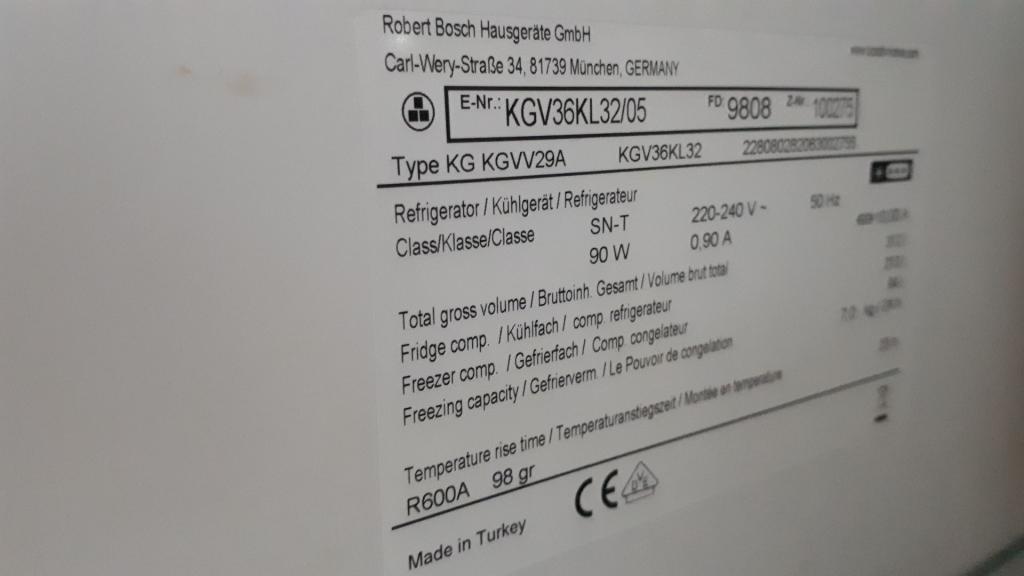 Robert Bosch Hausgeräte GmbH
Carl-Wery-Straße 34, 81739 München, GERMANY
E-Nr.: KGV36KL32/05 FD: 9808 Z-Nr.: 100275
Type KG KGVV29A KGV36KL32
Refrigerator / Kühlgerät / Refrigerateur
Class/Klasse/Classe SN-T 220-240 V ~ 50 Hz
90 W 0,90 A
Total gross volume / Bruttoinh. Gesamt / Volume brut total
Fridge comp. / Kühlfach / comp. refrigerateur
Freezer comp. / Gefrierfach / Comp. congelateur
Freezing capacity / Gefrierverm. / Le Pouvoir de congelation
Temperature rise time / Temperaturanstiegszeit / Montée en temperature
R600A 98 gr
CE DVE
Made in Turkey